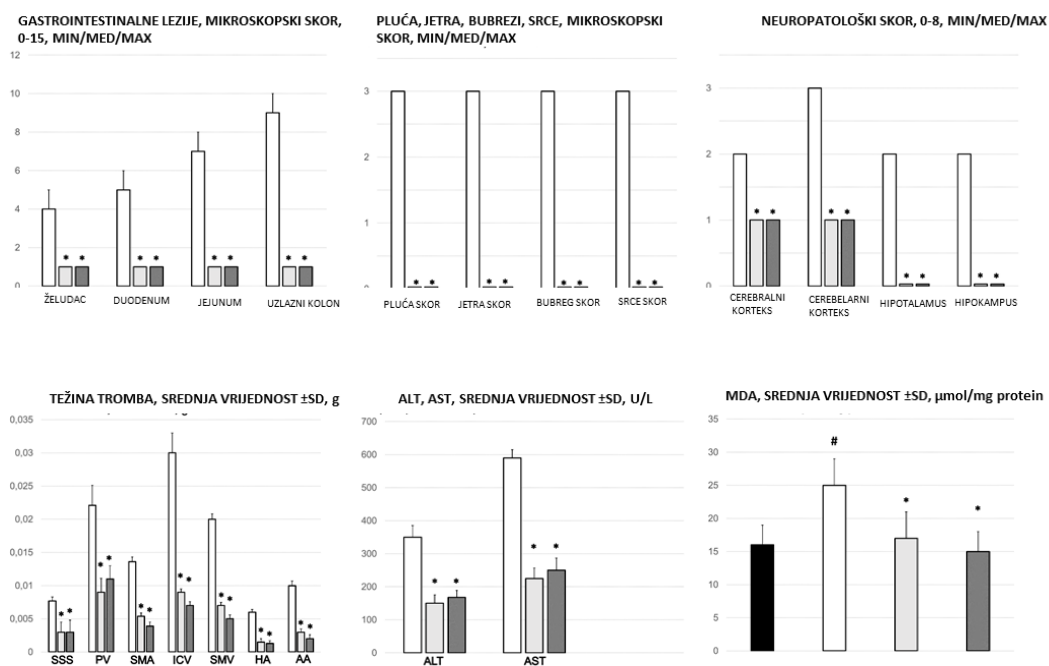 GASTROINTESTINALNE LEZIJE, MIKROSKOPSKI SKOR,
0-15, MIN/MED/MAX
12
10
8
6
4
2
0
* * * * * * * *
ŽELUDAC DUODENUM JEJUNUM UZLAZNI KOLON
PLUĆA, JETRA, BUBREZI, SRCE, MIKROSKOPSKI
SKOR, MIN/MED/MAX
3
2
1
0
* * * * * * * *
PLUĆA SKOR JETRA SKOR BUBREG SKOR SRCE SKOR
NEUROPATOLOŠKI SKOR, 0-8, MIN/MED/MAX
3
2
1
0
* * * * * * * *
CEREBRALNI CEREBELARNI HIPOTALAMUS HIPOKAMPUS
KORTEKS KORTEKS
TEŽINA TROMBA, SREDNJA VRIJEDNOST ±SD, g
0,035
0,03
0,025
0,02
0,015
0,01
0,005
0
* * * * * * * * * * * * * *
SSS PV SMA ICV SMV HA AA
ALT, AST, SREDNJA VRIJEDNOST ±SD, U/L
700
600
500
400
300
200
100
0
* * * *
ALT AST
MDA, SREDNJA VRIJEDNOST ±SD, µmol/mg protein
35
30
25
20
15
10
5
0
# * *